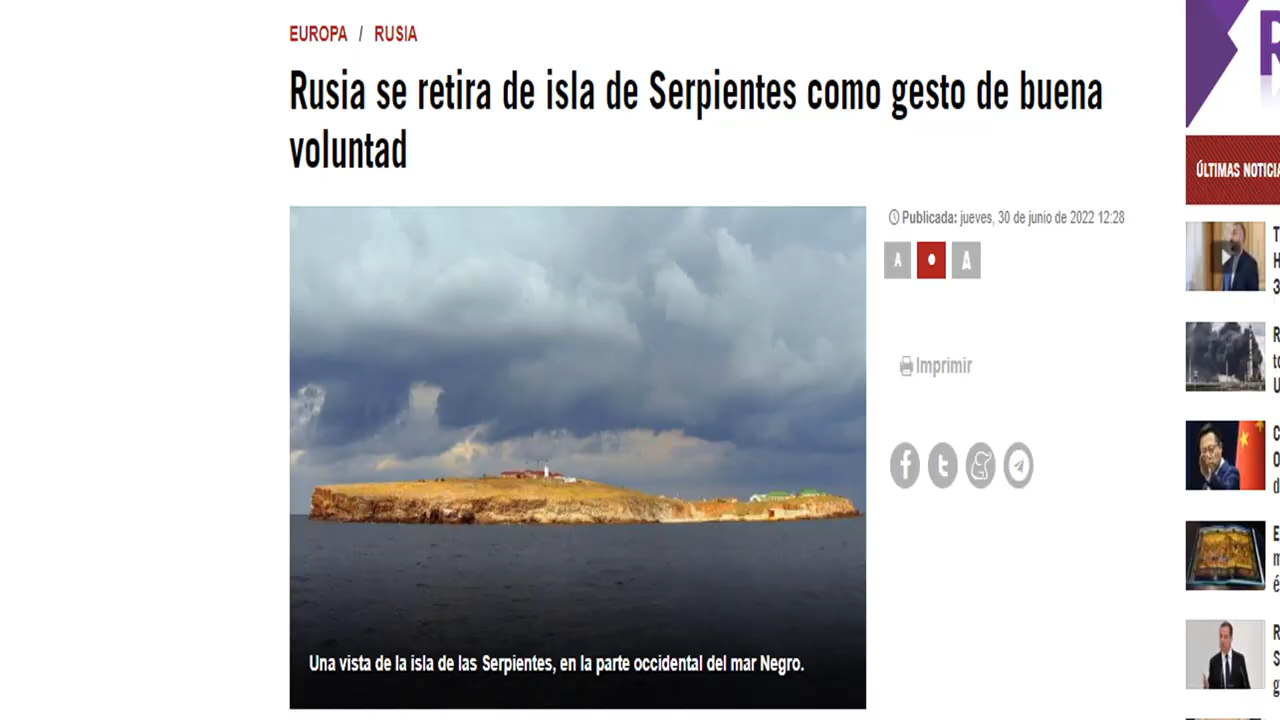 EUROPA / RUSIA
Rusia se retira de isla de Serpientes como gesto de buena
voluntad
Publicada: jueves, 30 de junio de 2022 12:28
A A
Imprimir
Una vista de la isla de las Serpientes, en la parte occidental del mar Negro.
ÚLTIMAS NOTICIA